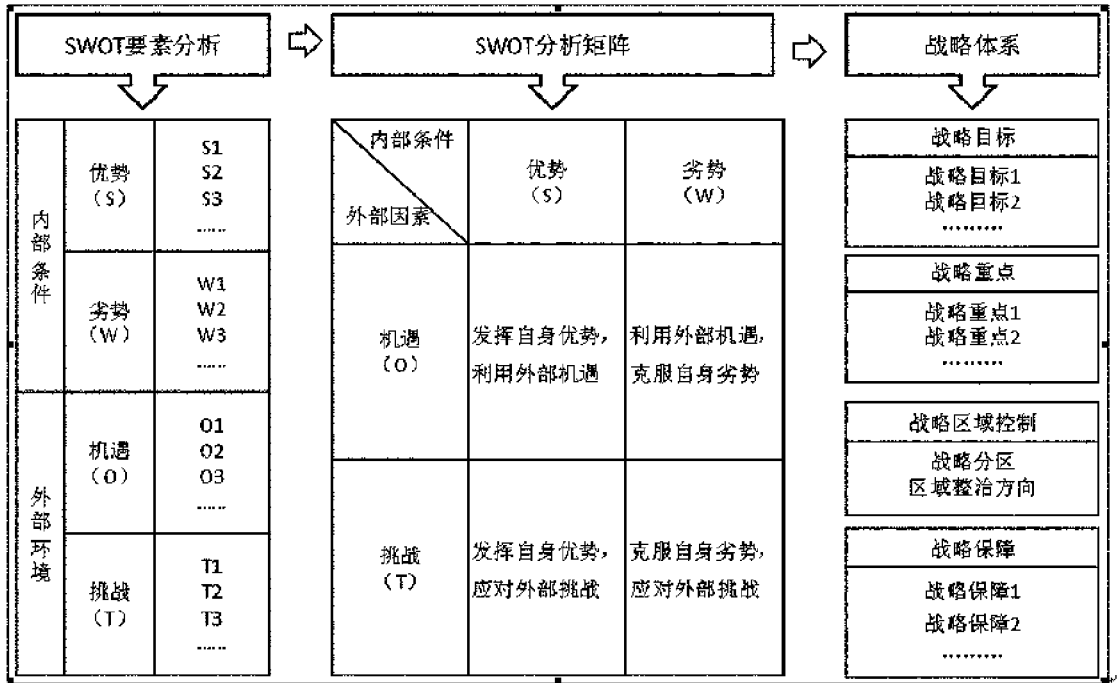 SWOT要素分析
SWOT分析矩阵
战略体系
内部条件
优势
（S）
S1
S2
S3
......
劣势
（W）
W1
W2
W3
......
外部环境
机遇
（O）
O1
O2
O3
......
挑战
（T）
T1
T2
T3
......
内部条件
外部因素
优势
（S）
劣势
（W）
机遇
（O）
发挥自身优势，
利用外部机遇
利用外部机遇，
克服自身劣势
挑战
（T）
发挥自身优势，
应对外部挑战
克服自身劣势，
应对外部挑战
战略目标
战略目标1
战略目标2
.........
战略重点
战略重点1
战略重点2
.........
战略区域控制
战略分区
区域整治方向
战略保障
战略保障1
战略保障2
.........